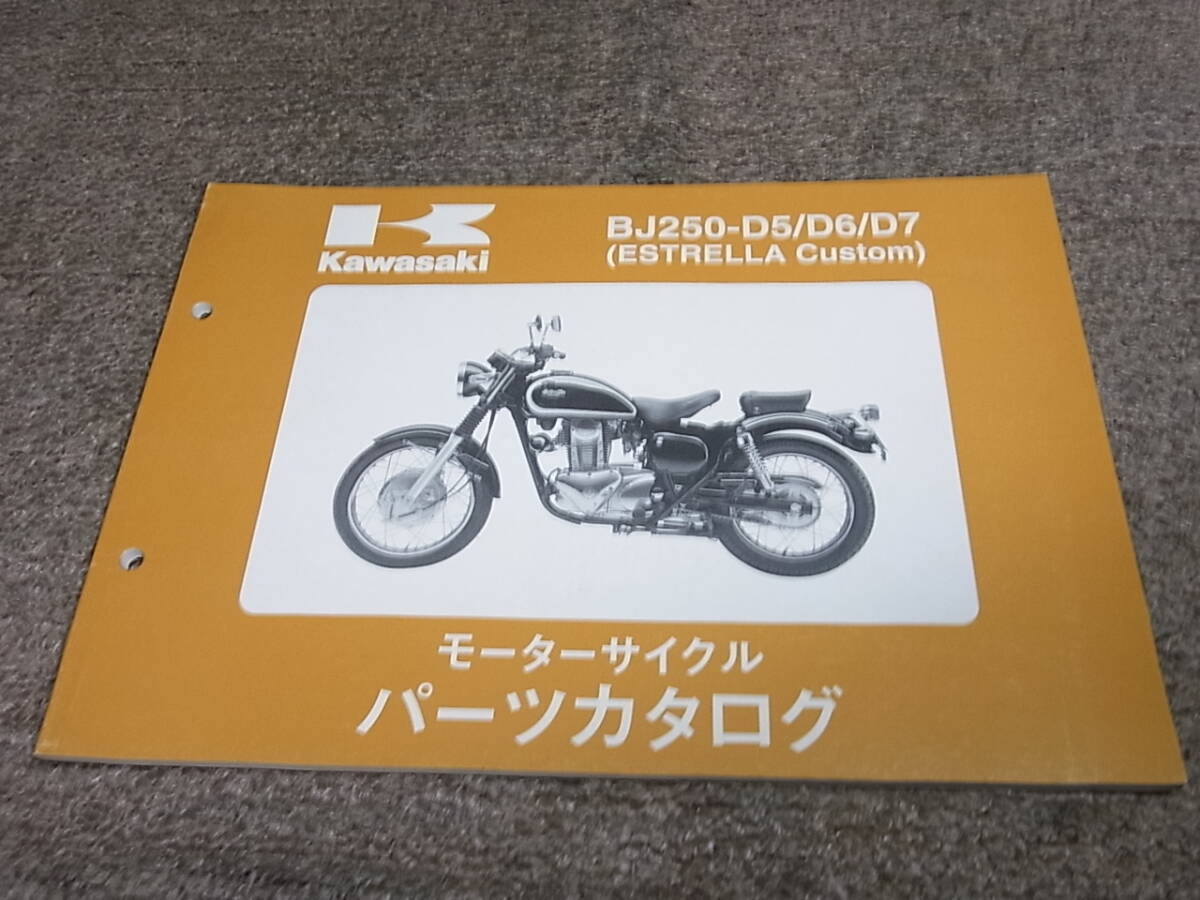 Kawasaki
BJ250-D5/D6/D7
(ESTRELLA Custom)
モーターサイクル
パーツカタログ